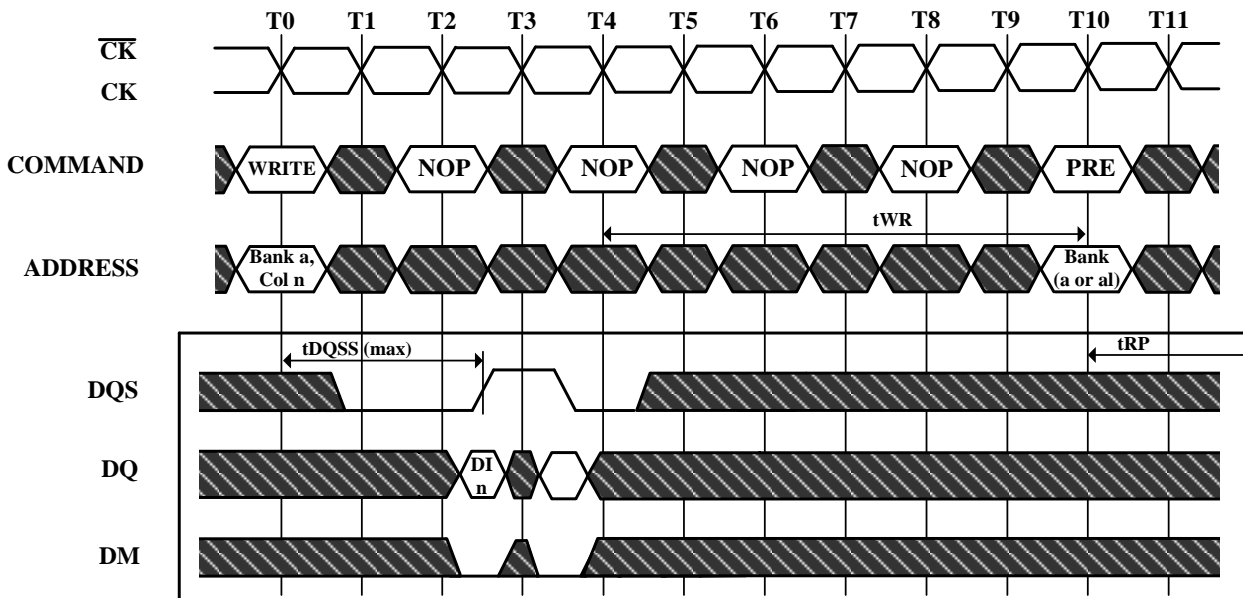 T0 T1 T2 T3 T4 T5 T6 T7 T8 T9 T10 T11
CK
CK
COMMAND WRITE NOP NOP NOP NOP PRE
tWR
ADDRESS Bank a, Col n Bank (a or al)
tDQSS (max) tRP
DQS
DQ DI n
DM